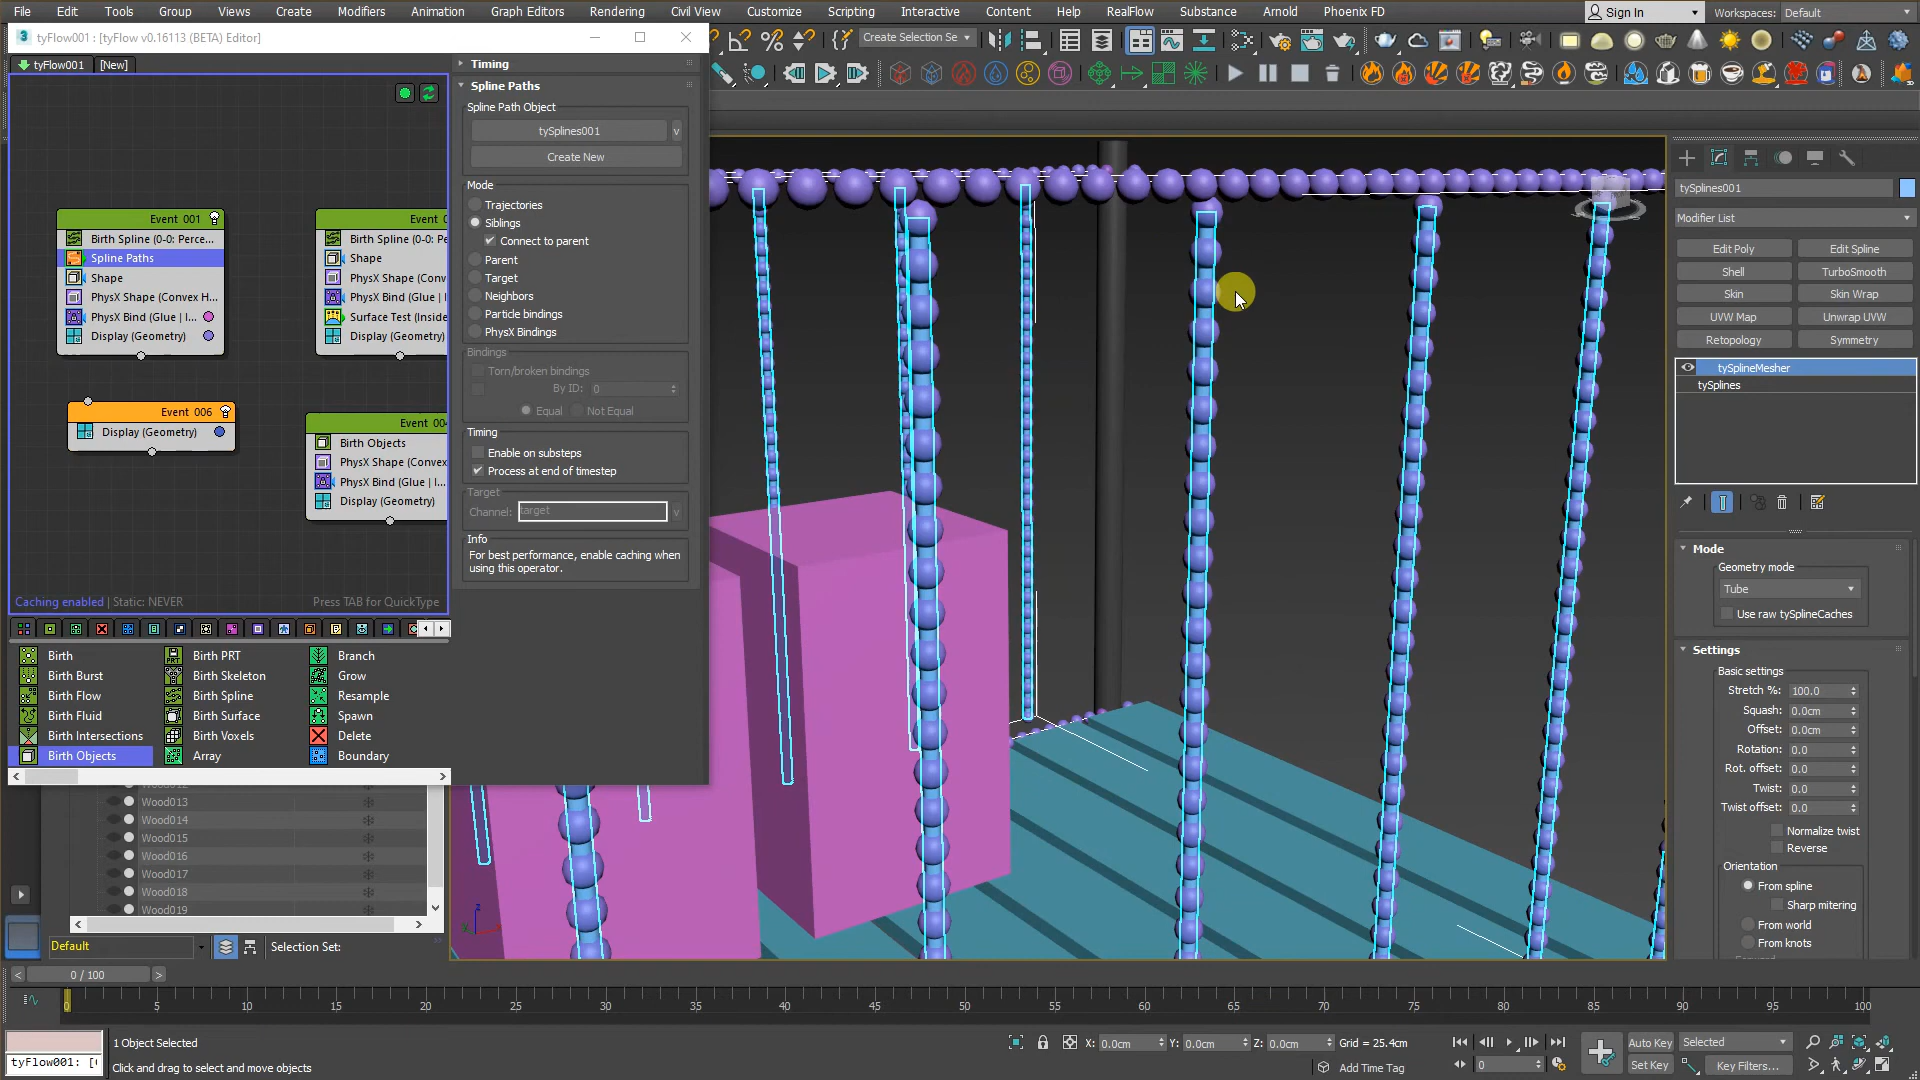 File Edit Tools Group Views Create Modifiers Animation Graph Editors Rendering Civil View Customize Scripting Interactive Content Help RealFlow Substance Arnold Phoenix FD Sign In Workspaces: Default
tyFlow001 : [tyFlow v0.16113 (BETA) Editor]
Create Selection Se
tyFlow001 [New]
Event 001
Birth Spline (0-0: Perce...
Spline Paths
Shape
PhysX Shape (Convex H...
PhysX Bind (Glue | I...
Display (Geometry)
Event 0
Birth Spline (0-0: Perce
Shape
PhysX Shape (Conv
PhysX Bind (Glue | I
Surface Test (Inside
Display (Geometry)
Event 006
Display (Geometry)
Event 004
Birth Objects
PhysX Shape (Convex
PhysX Bind (Glue | I...
Display (Geometry)
Caching enabled | Static: NEVER
Press TAB for QuickType
Birth
Birth Burst
Birth Flow
Birth Fluid
Birth Intersections
Birth Objects
Birth PRT
Birth Skeleton
Birth Spline
Birth Surface
Birth Voxels
Array
Branch
Grow
Resample
Spawn
Delete
Boundary
Timing
Spline Paths
Spline Path Object
tySplines001
v
Create New
Mode
Trajectories
Siblings
Connect to parent
Parent
Target
Neighbors
Particle bindings
PhysX Bindings
Bindings
Torn/broken bindings
By ID: 0
Equal Not Equal
Timing
Enable on substeps
Process at end of timestep
Target
Channel: target v
Info
For best performance, enable caching when
using this operator.
Wood013
Wood014
Wood015
Wood016
Wood017
Wood018
Wood019
Default
Selection Set:
tySplines001
Modifier List
Edit Poly Edit Spline
Shell TurboSmooth
Skin Skin Wrap
UVW Map Unwrap UVW
Retopology Symmetry
tySplineMesher
tySplines
Mode
Geometry mode
Tube
Use raw tySplineCaches
Settings
Basic settings
Stretch %: 100.0
Squash: 0.0cm
Offset: 0.0cm
Rotation: 0.0
Rot. offset: 0.0
Twist: 0.0
Twist offset: 0.0
Normalize twist
Reverse
Orientation
From spline
Sharp mitering
From world
From knots
0 / 100
0 5 10 15 20 25 30 35 40 45 50 55 60 65 70 75 80 85 90 95 100
1 Object Selected
X: 0.0cm Y: 0.0cm Z: 0.0cm Grid = 25.4cm
Auto Key Selected
tyFlow001: [(
Click and drag to select and move objects
Add Time Tag
0
Set Key Key Filters...